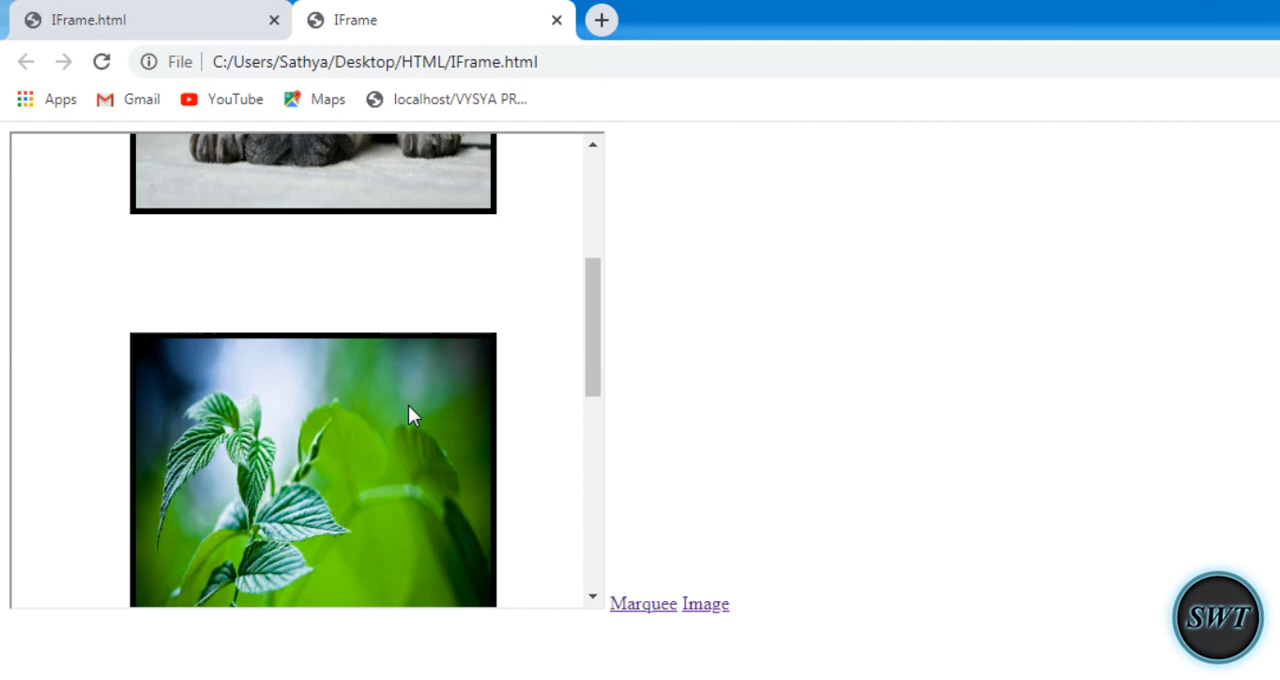 IFrame.html IFrame
File C:/Users/Sathya/Desktop/HTML/IFrame.html
Apps Gmail YouTube Maps localhost/VYSYA PR...
Marquee Image
SWT